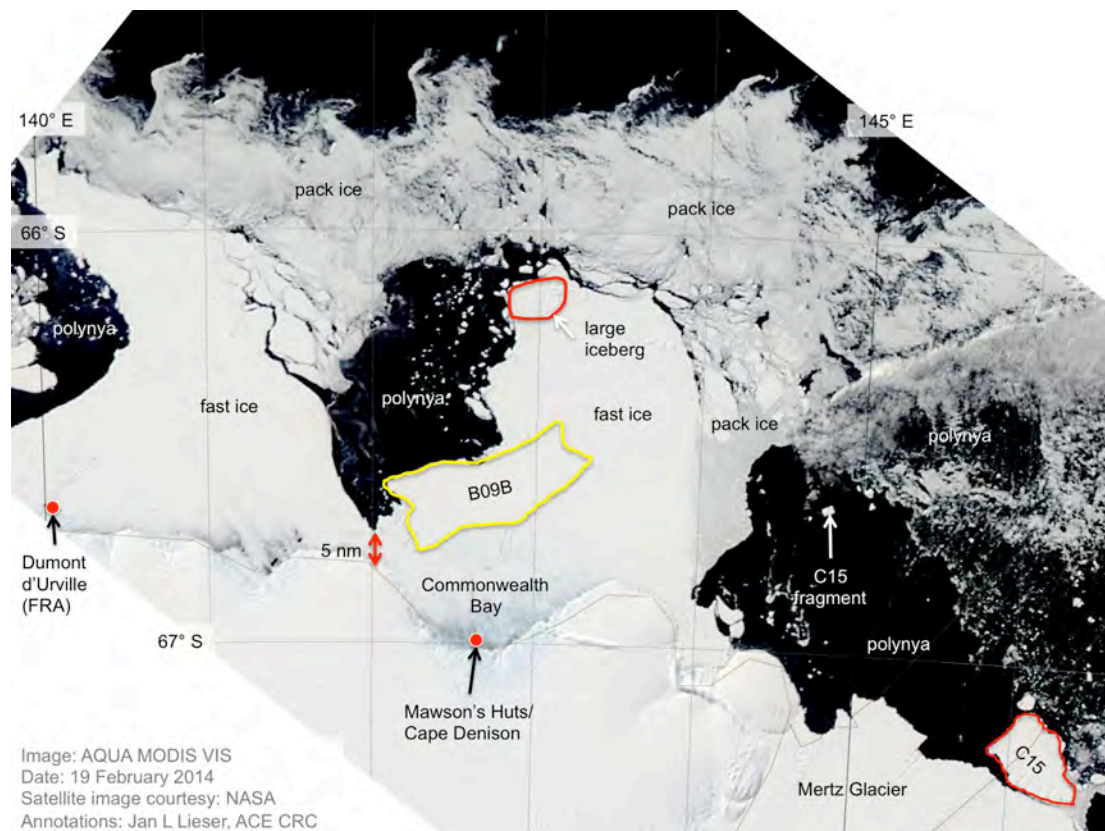 140° E
145° E
pack ice
pack ice
66° S
polynya
large
iceberg
polynya
fast ice
fast ice
pack ice
polynya
B09B
5 nm
Dumont
d'Urville
(FRA)
C15
fragment
Commonwealth
Bay
67° S
polynya
Mawson's Huts/
Cape Denison
C15
Mertz Glacier
Image: AQUA MODIS VIS
Date: 19 February 2014
Satellite image courtesy: NASA
Annotations: Jan L Lieser, ACE CRC